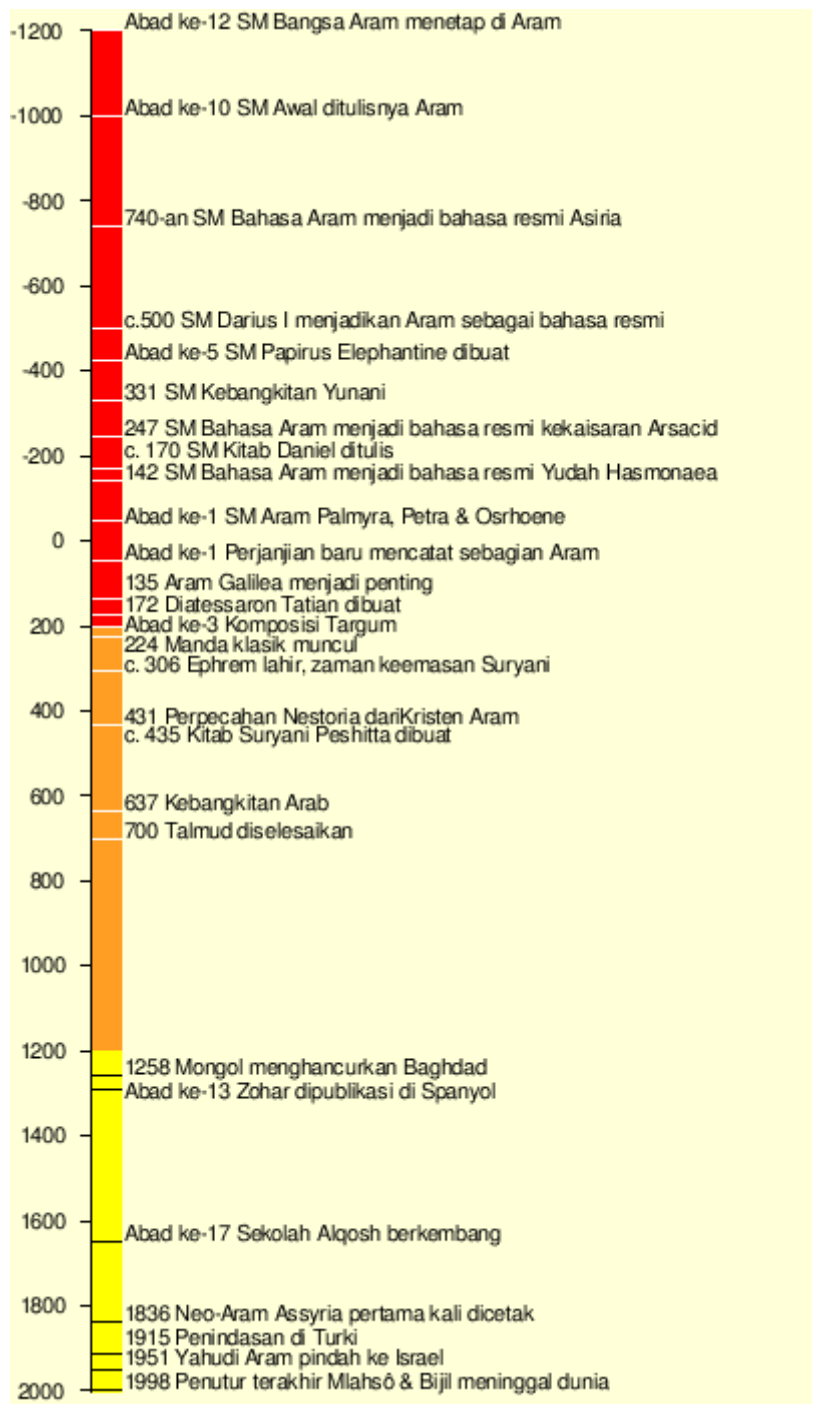 -1200
Abad ke-12 SM Bangsa Aram menetap di Aram
-1000
Abad ke-10 SM Awal ditulisnya Aram
-800
740-an SM Bahasa Aram menjadi bahasa resmi Asiria
-600
c.500 SM Darius I menjadikan Aram sebagai bahasa resmi
Abad ke-5 SM Papirus Elephantine dibuat
-400
331 SM Kebangkitan Yunani
247 SM Bahasa Aram menjadi bahasa resmi kekaisaran Arsacid
-200
c. 170 SM Kitab Daniel ditulis
142 SM Bahasa Aram menjadi bahasa resmi Yudah Hasmonaea
Abad ke-1 SM Aram Palmyra, Petra & Osrhoene
0
Abad ke-1 Perjanjian baru mencatat sebagian Aram
135 Aram Galilea menjadi penting
172 Diatessaron Tatian dibuat
200
Abad ke-3 Komposisi Targum
224 Manda klasik muncul
c. 306 Ephrem lahir, zaman keemasan Suryani
400
431 Perpecahan Nestoria dariKristen Aram
c. 435 Kitab Suryani Peshitta dibuat
600
637 Kebangkitan Arab
700 Talmud diselesaikan
800
1000
1200
1258 Mongol menghancurkan Baghdad
Abad ke-13 Zohar dipublikasi di Spanyol
1400
1600
Abad ke-17 Sekolah Alqosh berkembang
1800
1836 Neo-Aram Assyria pertama kali dicetak
1915 Penindasan di Turki
1951 Yahudi Aram pindah ke Israel
2000
1998 Penutur terakhir Mlahsô & Bijil meninggal dunia